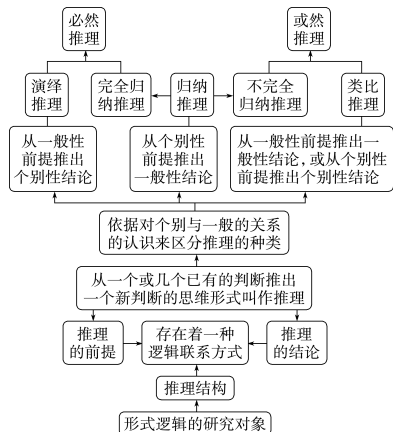 必然
推理
或然
推理
演绎
推理
完全归
纳推理
归纳
推理
不完全
归纳推理
类比
推理
从一般性
前提推出
个别性结论
从个别性
前提推出
一般性结论
从一般性前提推出一
般性结论,或从个别性
前提推出个别性结论
依据对个别与一般的关系
的认识来区分推理的种类
从一个或几个已有的判断推出
一个新判断的思维形式叫作推理
推理
的前提
存在着一种
逻辑联系方式
推理
的结论
推理结构
形式逻辑的研究对象